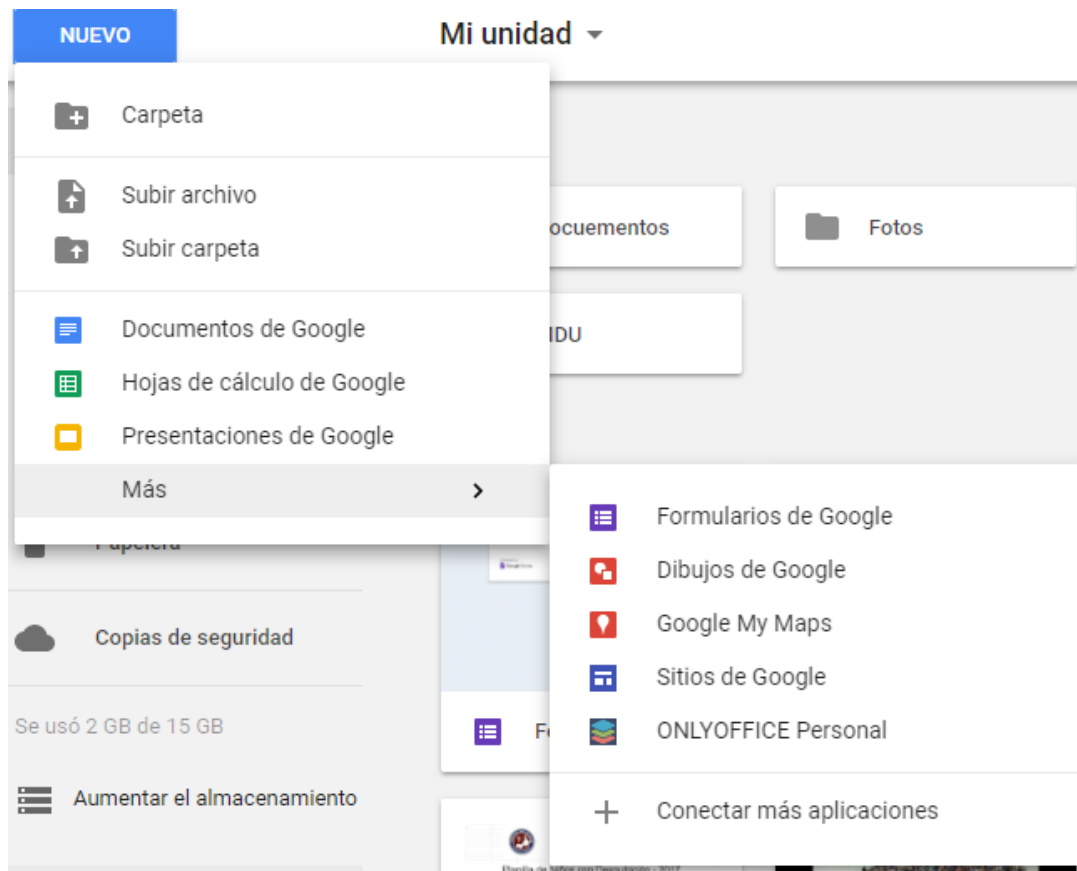 NUEVO
Mi unidad
Carpeta
Subir archivo
Subir carpeta
Documentos de Google
Hojas de cálculo de Google
Presentaciones de Google
Más
ocuementos
Fotos
IDU
Formularios de Google
Dibujos de Google
Google My Maps
Sitios de Google
ONLYOFFICE Personal
Conectar más aplicaciones
Papelera
Copias de seguridad
Se usó 2 GB de 15 GB
Aumentar el almacenamiento